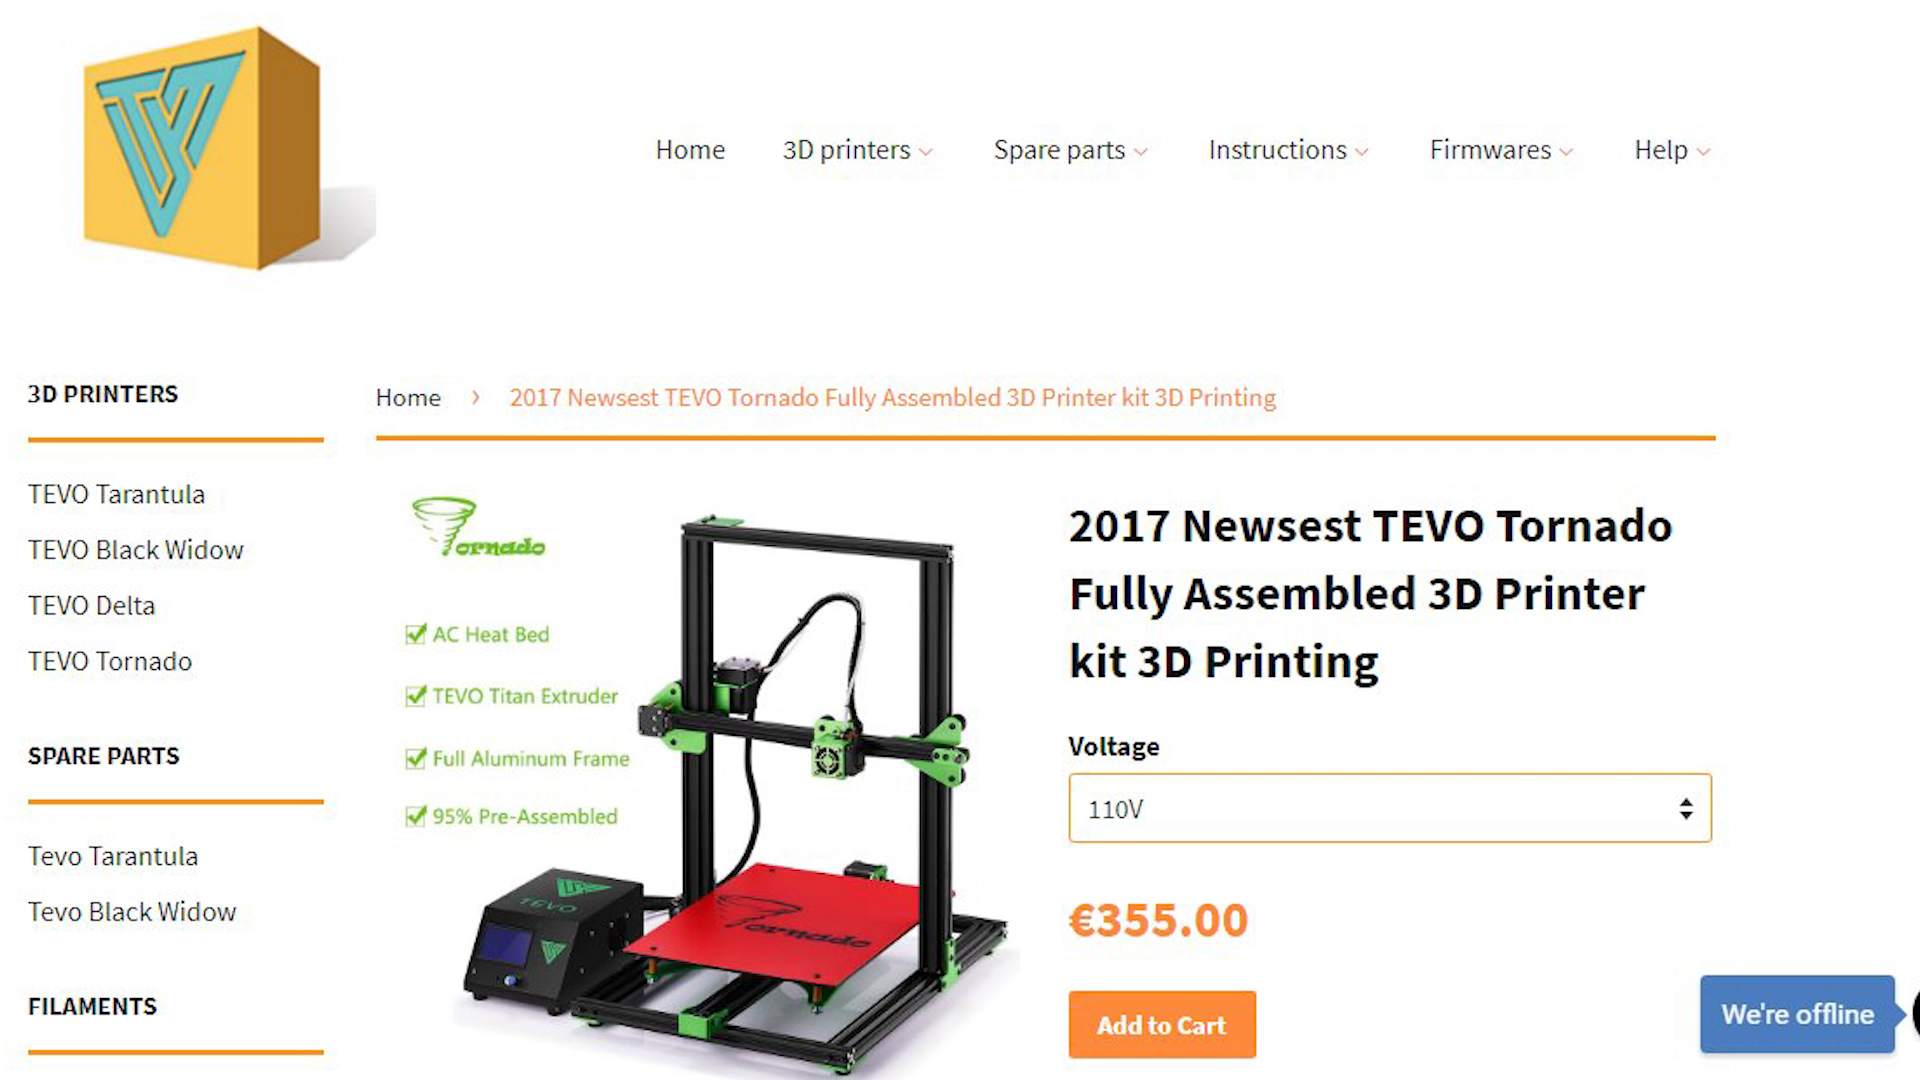 Home
3D printers
Spare parts
Instructions
Firmwares
Help
3D PRINTERS
TEVO Tarantula
TEVO Black Widow
TEVO Delta
TEVO Tornado
SPARE PARTS
Tevo Tarantula
Tevo Black Widow
FILAMENTS
Home › 2017 Newsest TEVO Tornado Fully Assembled 3D Printer kit 3D Printing
Tornado
AC Heat Bed
TEVO Titan Extruder
Full Aluminum Frame
95% Pre-Assembled
TEVO
Tornado
2017 Newsest TEVO Tornado
Fully Assembled 3D Printer
kit 3D Printing
Voltage
110V
€355.00
Add to Cart
We're offline